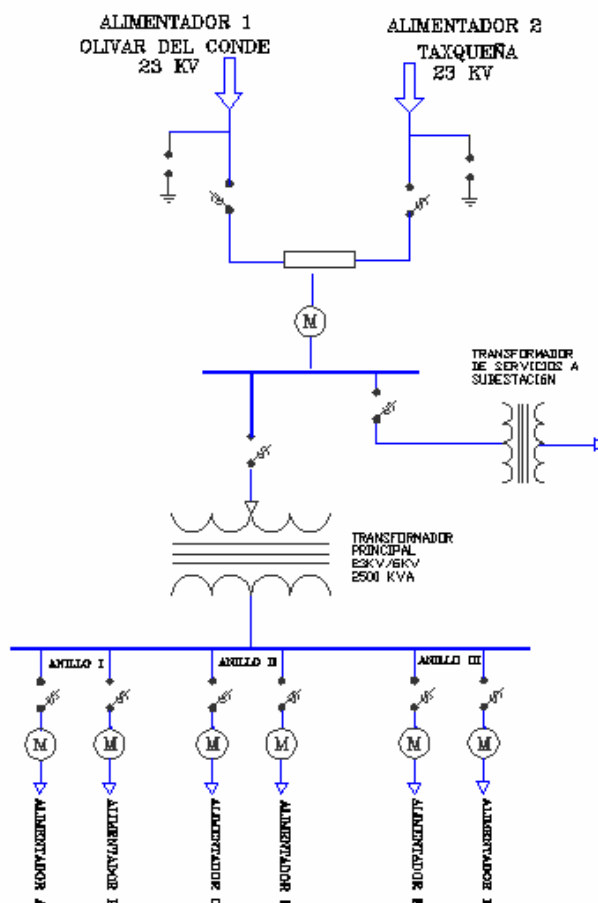 ALIMENTADOR 1
OLIVAR DEL CONDE
23 KV
ALIMENTADOR 2
TAXQUEÑA
23 KV
M
TRANSFORMADOR
DE SERVICIOS A
SUBESTACIÓN
TRANSFORMADOR
PRINCIPAL
23KV/6KV
2500 KVA
ANILLO I
ANILLO II
ANILLO III
M
M
M
M
M
M
ALIMENTADOR
ALIMENTADOR
ALIMENTADOR
ALIMENTADOR
ALIMENTADOR
ALIMENTADOR